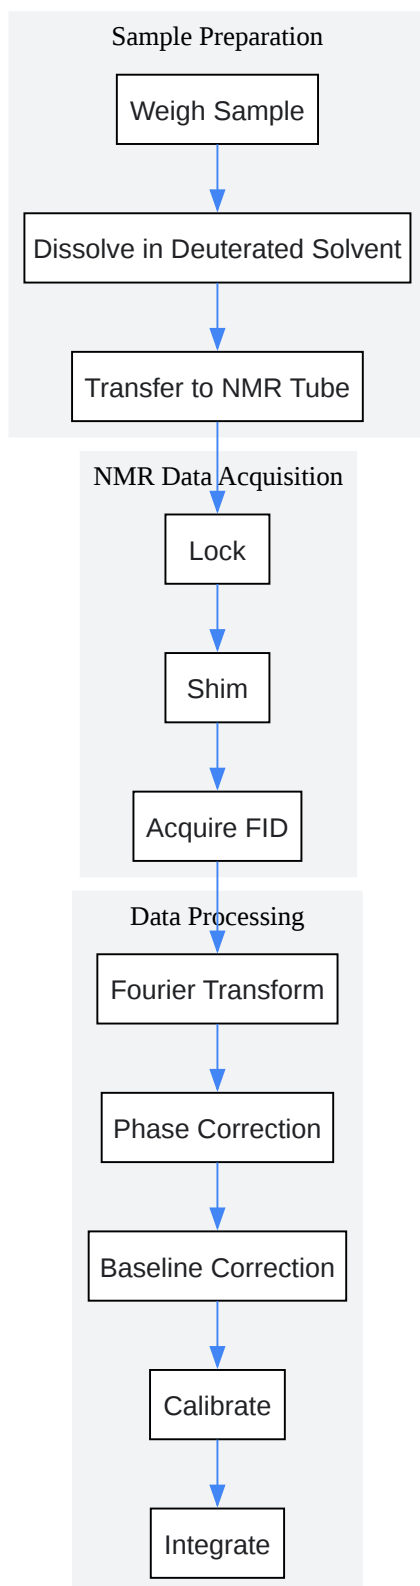 Sample Preparation
Weigh Sample
Dissolve in Deuterated Solvent
Transfer to NMR Tube
NMR Data Acquisition
Lock
Shim
Acquire FID
Data Processing
Fourier Transform
Phase Correction
Baseline Correction
Calibrate
Integrate